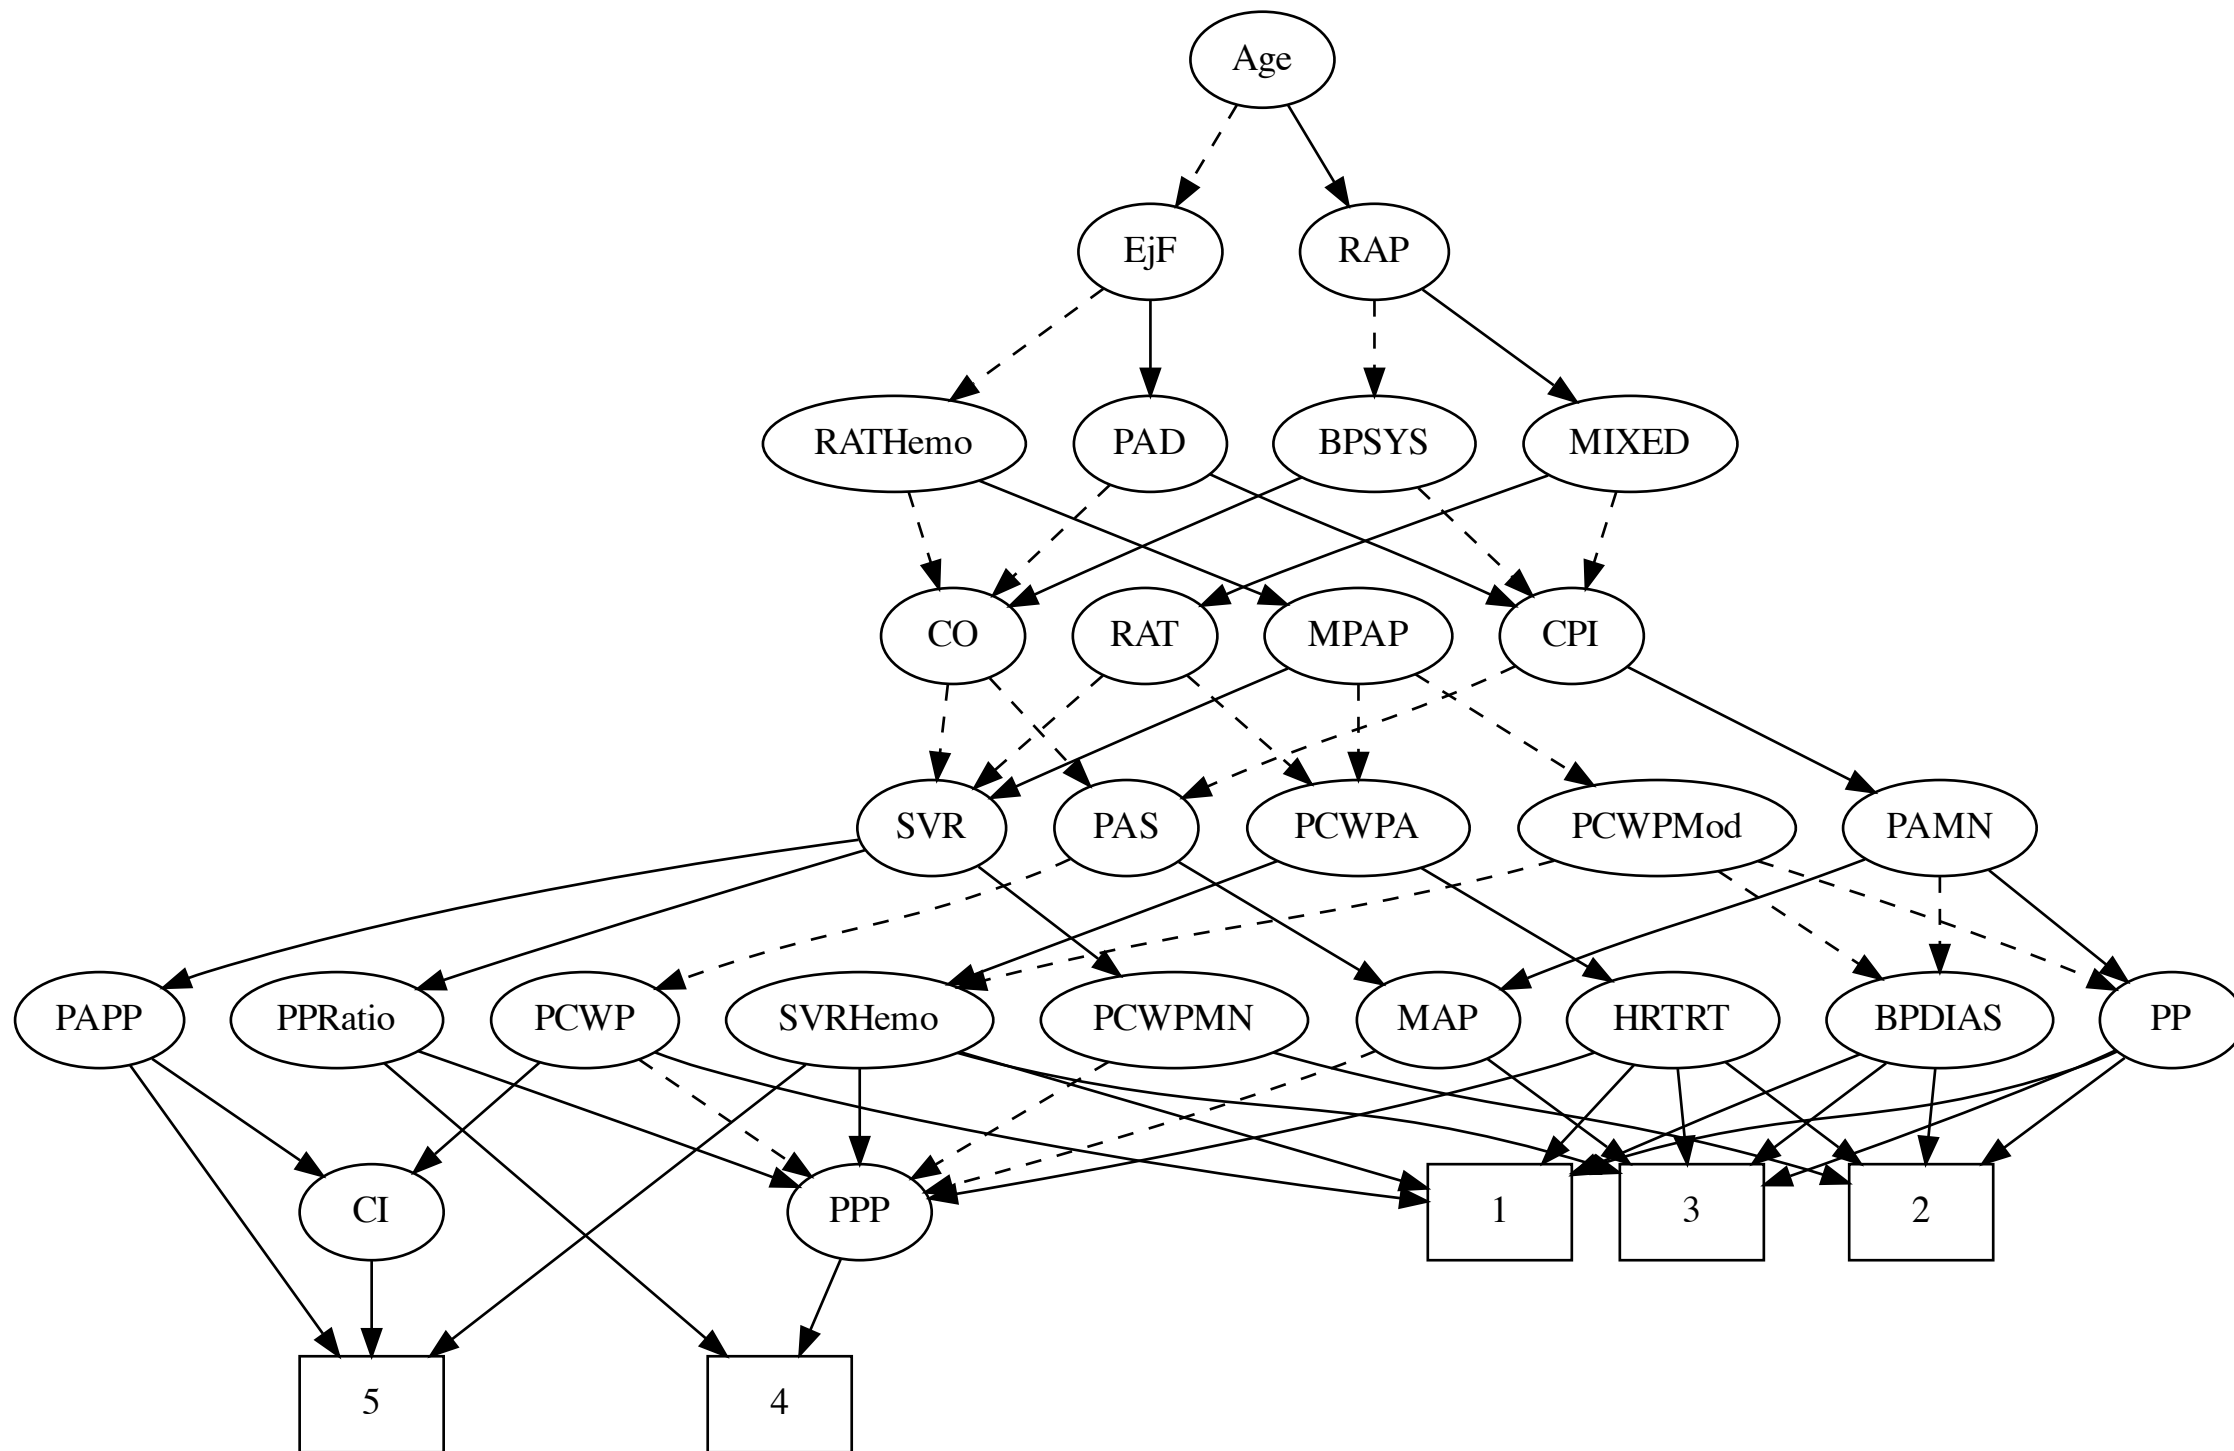 Age
EjF
RAP
RATHemo
PAD
BPSYS
MIXED
CO
RAT
MPAP
CPI
SVR
PAS
PCWPA
PCWPMod
PAMN
PAPP
PPRatio
PCWP
SVRHemo
PCWPMN
MAP
HRTRT
BPDIAS
PP
CI
PPP
1
3
2
5
4